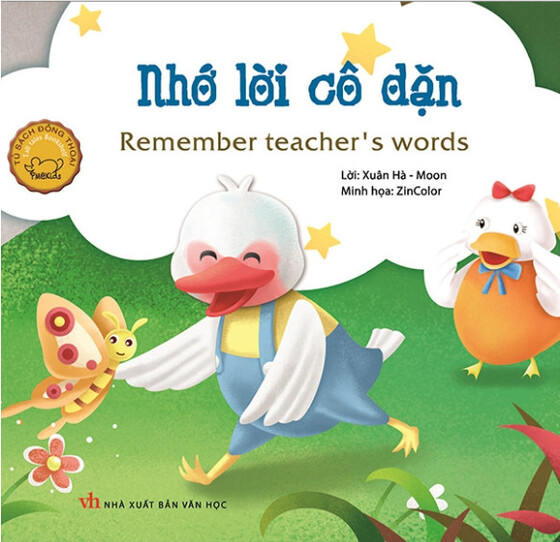 Nhớ lời cô dặn
Remember teacher's words
Lời: Xuân Hà - Moon
Minh họa: ZinColor
TỦ SÁCH ĐỒNG THOẠI
vh NHÀ XUẤT BẢN VĂN HỌC